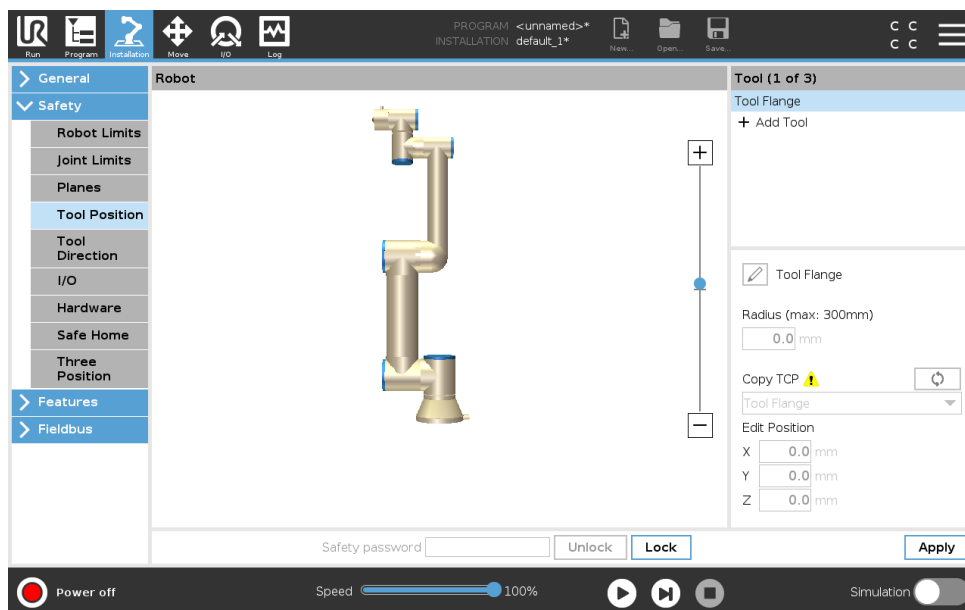 PROGRAM <unnamed>*
INSTALLATION default_1*
UR
Run
Program
Installation
Move
I/O
Log
New...
Open...
Save...
C C
C C
General
Safety
Robot Limits
Joint Limits
Planes
Tool Position
Tool
Direction
I/O
Hardware
Safe Home
Three
Position
Features
Fieldbus
Robot
Tool (1 of 3)
Tool Flange
+ Add Tool
Tool Flange
Radius (max: 300mm)
0.0 mm
Copy TCP
Tool Flange
Edit Position
X 0.0 mm
Y 0.0 mm
Z 0.0 mm
Safety password
Unlock
Lock
Apply
Power off
Speed
100%
Simulation